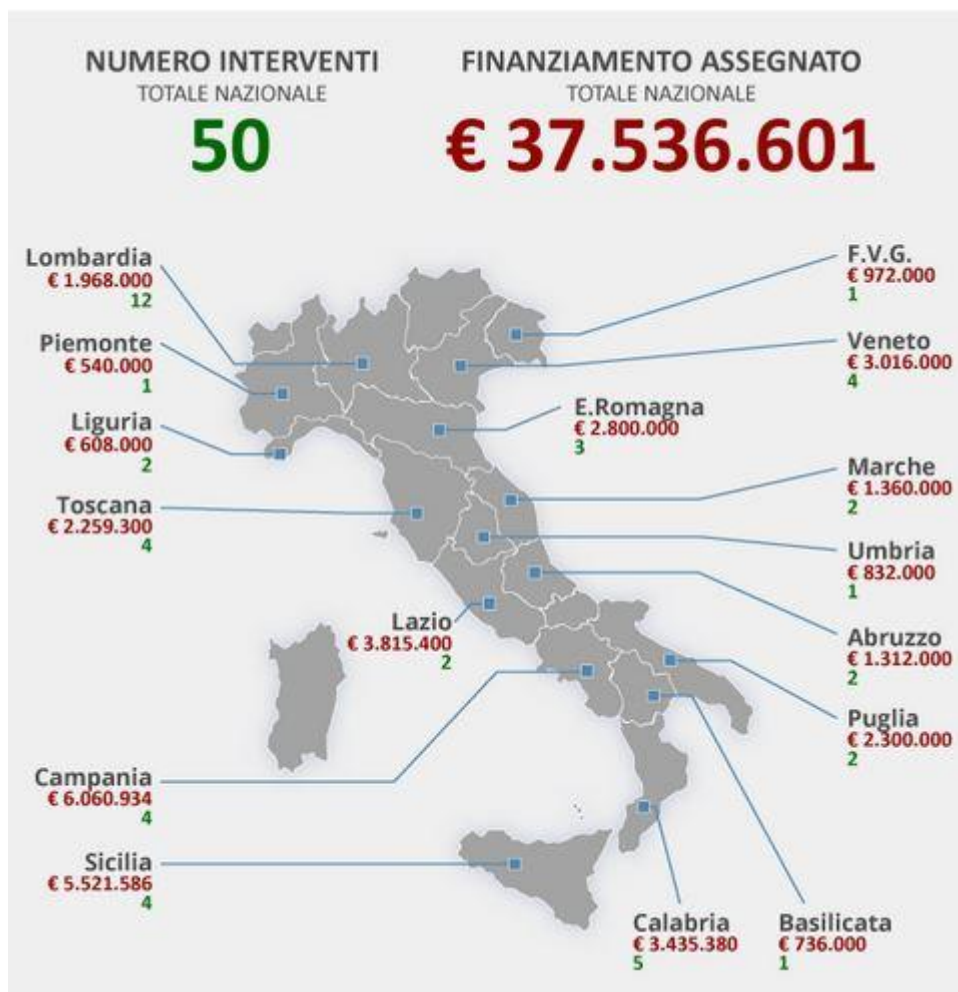 NUMERO INTERVENTI
TOTALE NAZIONALE
50
FINANZIAMENTO ASSEGNATO
TOTALE NAZIONALE
€ 37.536.601
Lombardia
€ 1.968.000
12
Piemonte
€ 540.000
1
Liguria
€ 608.000
2
Toscana
€ 2.259.300
4
Lazio
€ 3.815.400
2
Campania
€ 6.060.934
4
Sicilia
€ 5.521.586
4
F.V.G.
€ 972.000
1
Veneto
€ 3.016.000
4
E.Romagna
€ 2.800.000
3
Marche
€ 1.360.000
2
Umbria
€ 832.000
1
Abruzzo
€ 1.312.000
2
Puglia
€ 2.300.000
2
Calabria
€ 3.435.380
5
Basilicata
€ 736.000
1